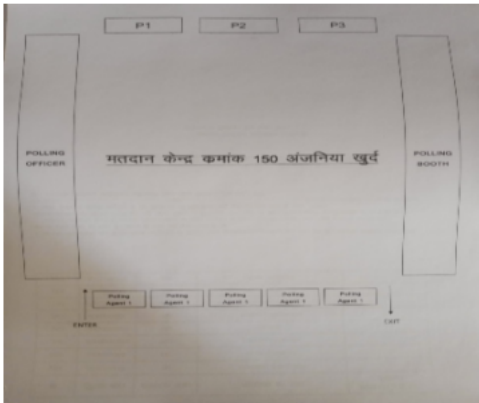 P1 P2 P3
POLLING OFFICER
मतदान केन्द्र कमांक 150 अंजनिया खुर्द
POLLING BOOTH
Polling Agent 1 Polling Agent 1 Polling Agent 1 Polling Agent 1 Polling Agent 1
ENTER
EXIT